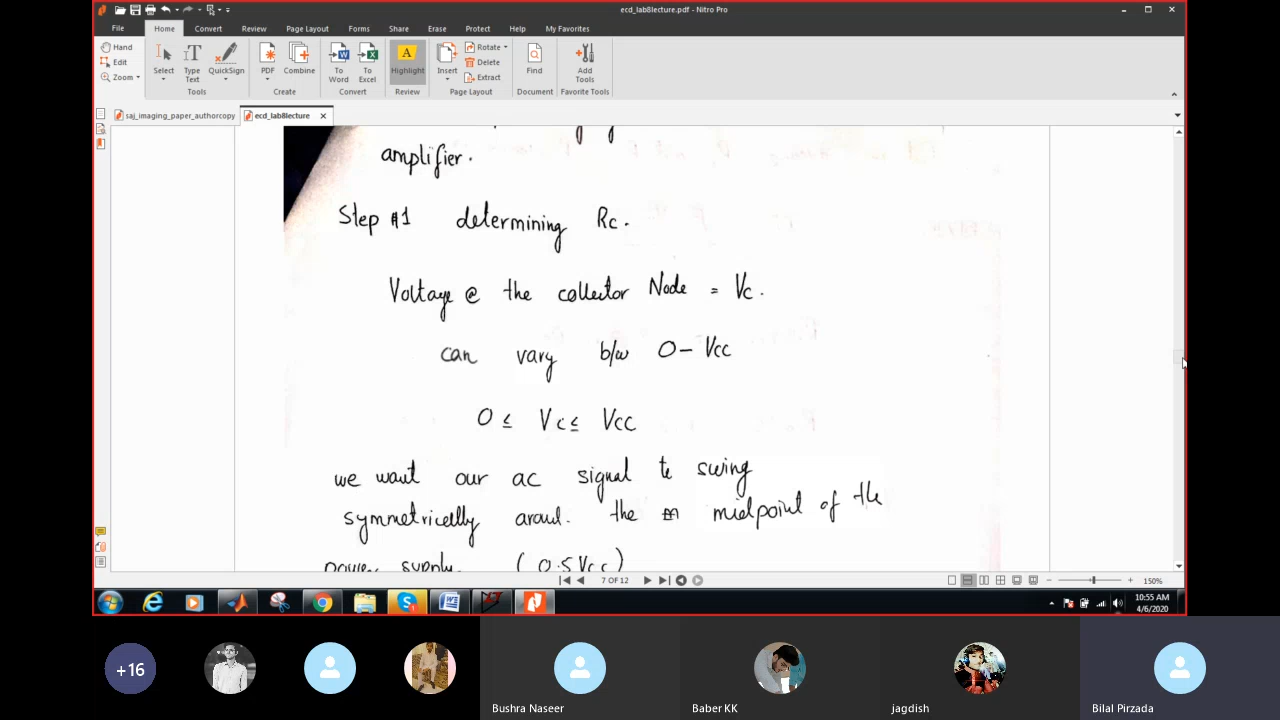 ecd_lab8lecture.pdf - Nitro Pro
File Home Convert Review Page Layout Forms Share Erase Protect Help My Favorites
Hand
Edit
Zoom
Select
Type Text
QuickSign
Tools
PDF
Combine
Create
To Word
To Excel
Convert
Highlight
Review
Insert
Rotate
Delete
Extract
Page Layout
Find
Document
Add Tools
Favorite Tools
saj_imaging_paper_authorcopy
ecd_lab8lecture
amplifier.
Step #1 determining Rc.
Voltage @ the collector Node = Vc.
can vary b/w 0 - Vcc
0 ≤ Vc ≤ Vcc
we want our ac signal to swing
symmetrically the midpoint of the
power supply. (0.5Vcc)
7 OF 12
150%
10:55 AM
4/6/2020
+16
Bushra Naseer
Baber KK
jagdish
Bilal Pirzada